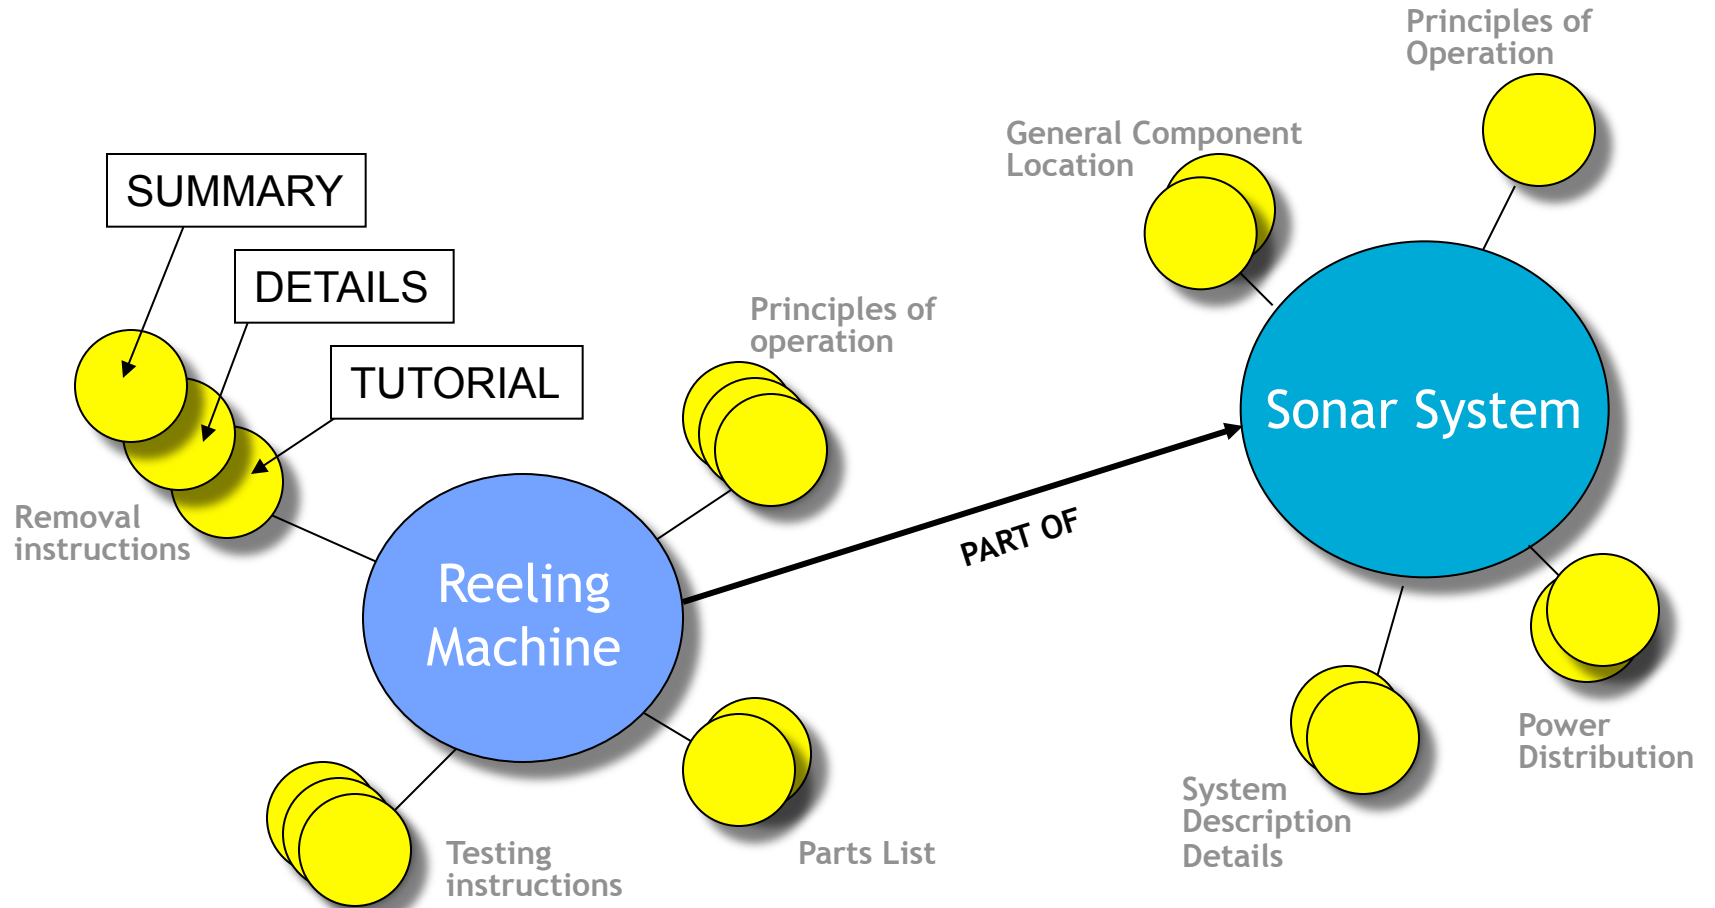 Principles of
Operation
General Component
Location
SUMMARY
DETAILS
TUTORIAL
Principles of
operation
Sonar System
Removal
instructions
PART OF
Reeling
Machine
Power
Distribution
System
Description
Details
Parts List
Testing
instructions